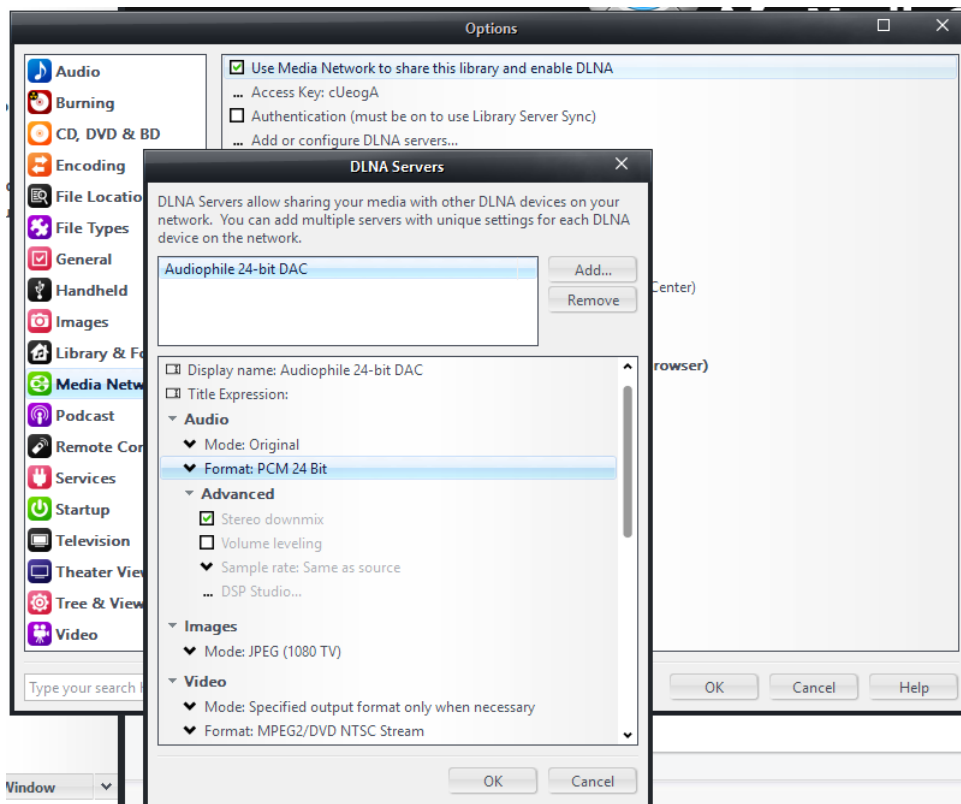 Options
Audio
Burning
CD, DVD & BD
Encoding
File Locatio
File Types
General
Handheld
Images
Library & Fo
Media Netw
Podcast
Remote Cor
Services
Startup
Television
Theater View
Tree & View
Video
Type your search
Use Media Network to share this library and enable DLNA
... Access Key: cUeogA
Authentication (must be on to use Library Server Sync)
... Add or configure DLNA servers...
Center)
rowser)
OK Cancel Help
DLNA Servers
DLNA Servers allow sharing your media with other DLNA devices on your
network. You can add multiple servers with unique settings for each DLNA
device on the network.
Audiophile 24-bit DAC
Add...
Remove
Display name: Audiophile 24-bit DAC
Title Expression:
Audio
Mode: Original
Format: PCM 24 Bit
Advanced
Stereo downmix
Volume leveling
Sample rate: Same as source
... DSP Studio...
Images
Mode: JPEG (1080 TV)
Video
Mode: Specified output format only when necessary
Format: MPEG2/DVD NTSC Stream
OK Cancel
Window